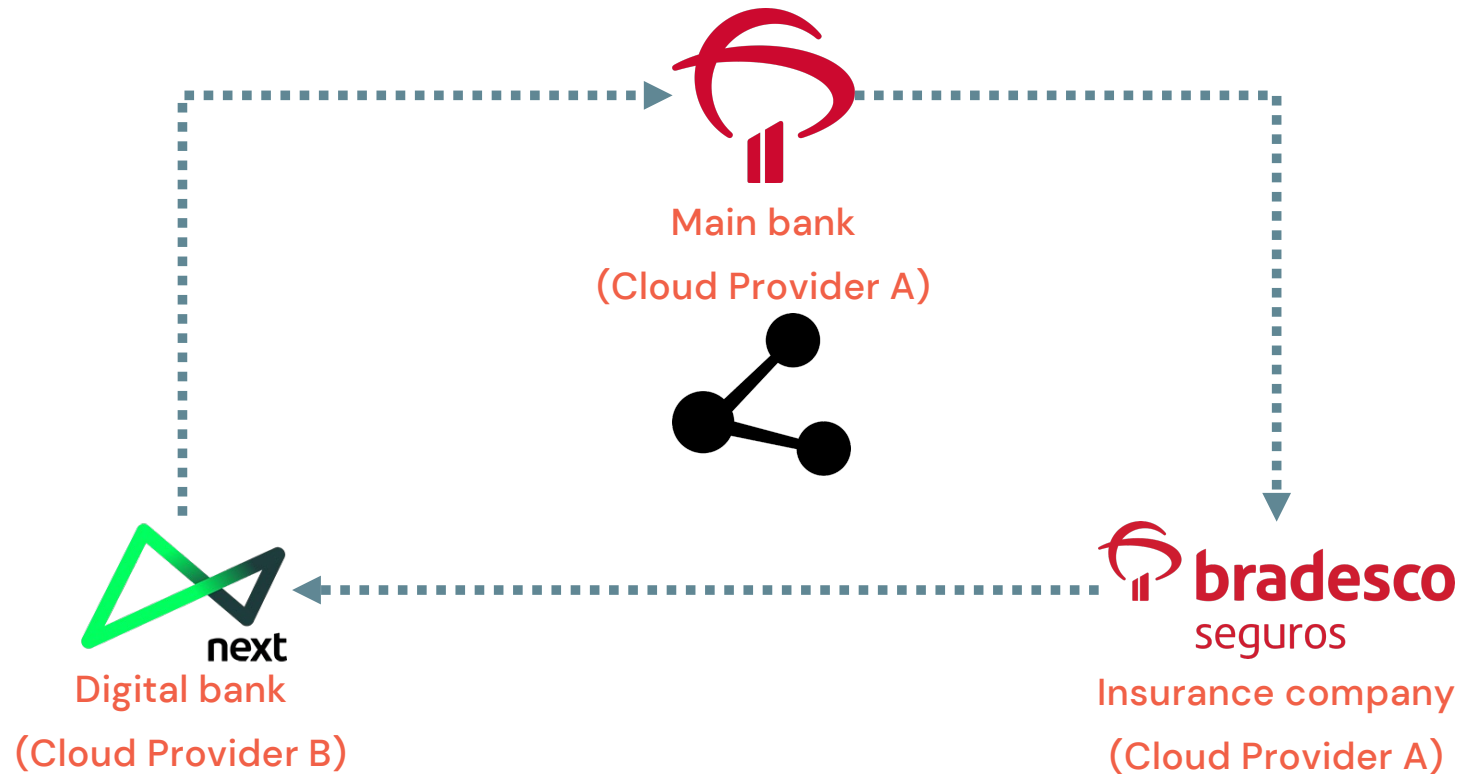 Main bank
(Cloud Provider A)
next
Digital bank
(Cloud Provider B)
bradesco
seguros
Insurance company
(Cloud Provider A)